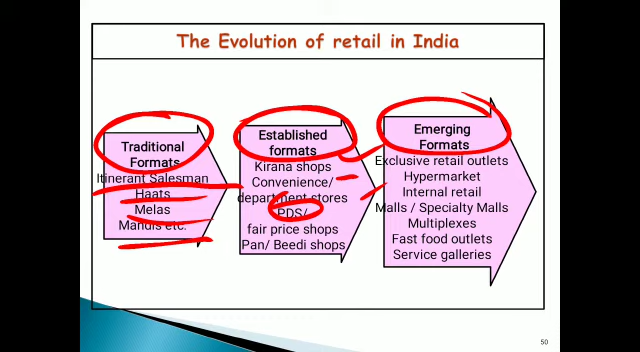 The Evolution of retail in India
Traditional
Formats
Itinerant Salesman
Haats
Melas
Mandis etc.
Established
formats
Kirana shops
Convenience/
department stores
PDS/
fair price shops
Pan/ Beedi shops
Emerging
Formats
Exclusive retail outlets
Hypermarket
Internal retail
Malls / Specialty Malls
Multiplexes
Fast food outlets
Service galleries
50